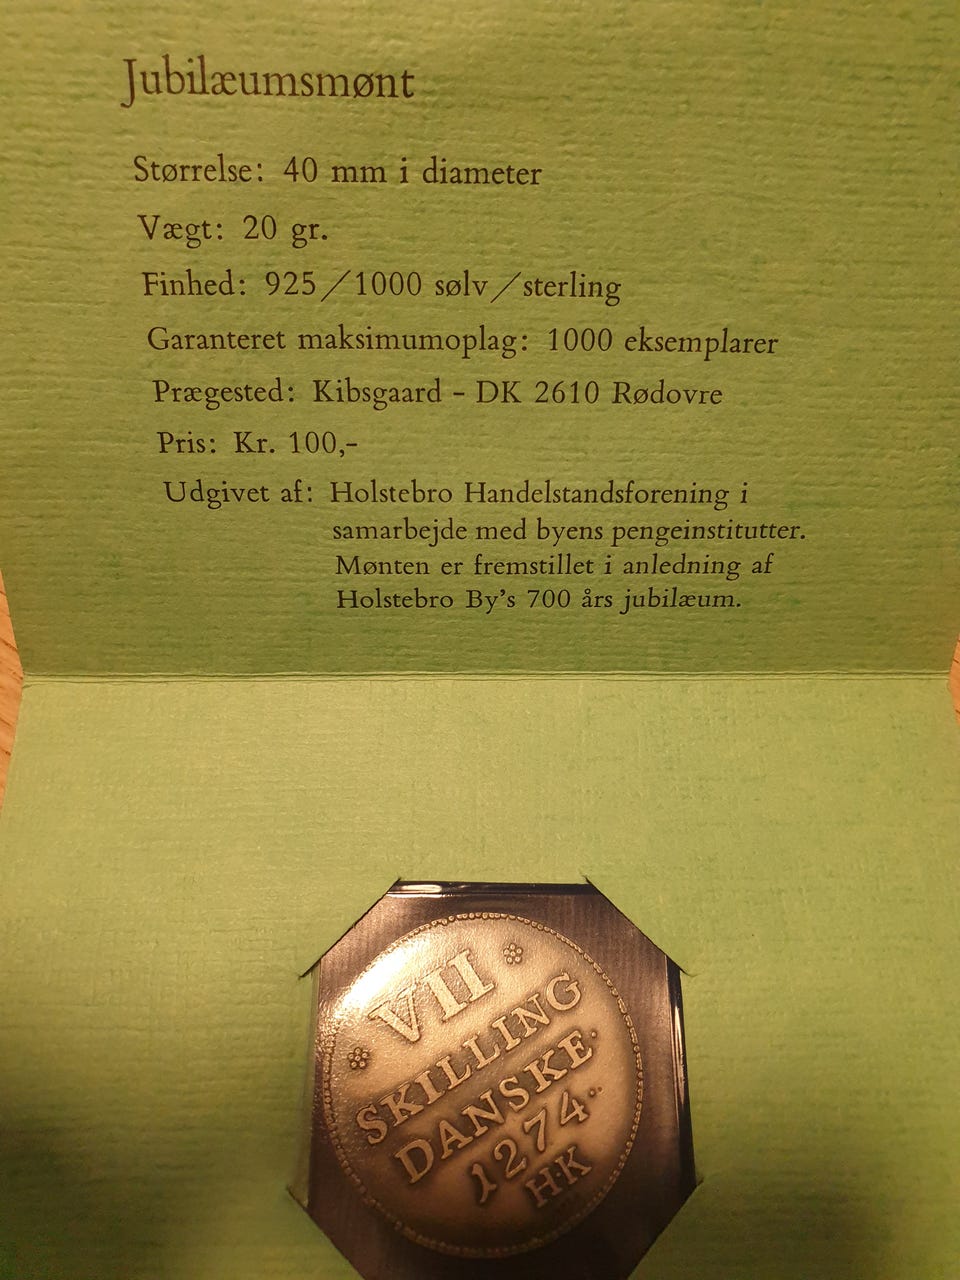 Jubilæumsmønt
Størrelse: 40 mm i diameter
Vægt: 20 gr.
Finhed: 925/1000 sølv/sterling
Garanteret maksimumoplag: 1000 eksemplarer
Prægested: Kibsgaard - DK 2610 Rødovre
Pris: Kr. 100,-
Udgivet af: Holstebro Handelstandsforening i
samarbejde med byens pengeinstitutter.
Mønten er fremstillet i anledning af
Holstebro By's 700 års jubilæum.
VII
SKILLING
DANSKE.
1274
H·K